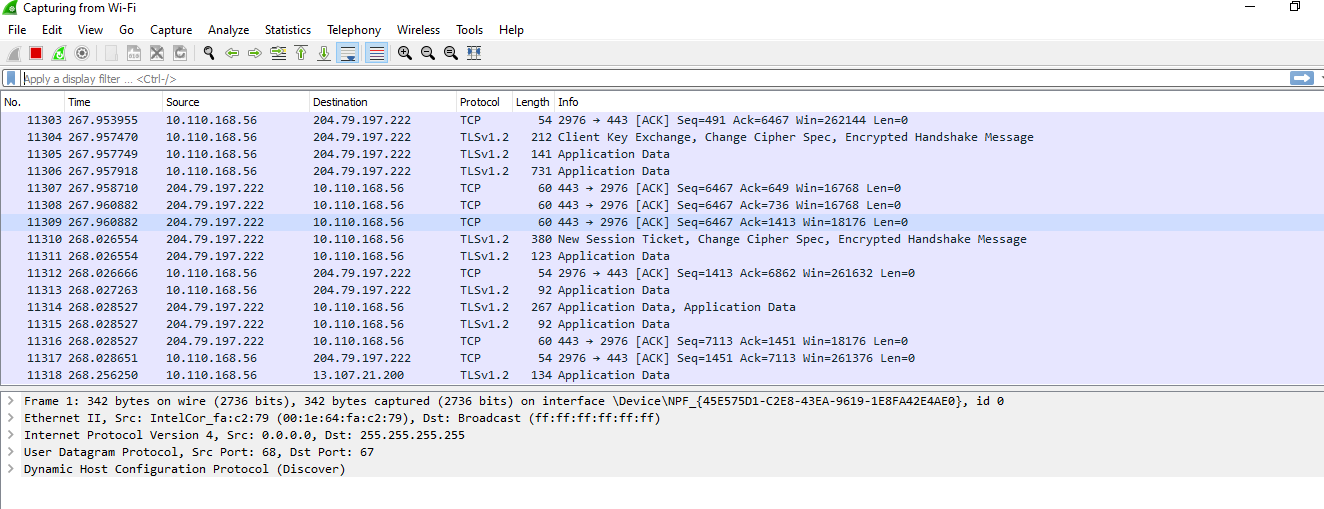 Capturing from Wi-Fi
File Edit View Go Capture Analyze Statistics Telephony Wireless Tools Help
Apply a display filter ... <Ctrl-/>
No. Time Source Destination Protocol Length Info
11303 267.953955 10.110.168.56 204.79.197.222 TCP 54 2976 → 443 [ACK] Seq=491 Ack=6467 Win=262144 Len=0
11304 267.957470 10.110.168.56 204.79.197.222 TLSv1.2 212 Client Key Exchange, Change Cipher Spec, Encrypted Handshake Message
11305 267.957749 10.110.168.56 204.79.197.222 TLSv1.2 141 Application Data
11306 267.957918 10.110.168.56 204.79.197.222 TLSv1.2 731 Application Data
11307 267.958710 204.79.197.222 10.110.168.56 TCP 60 443 → 2976 [ACK] Seq=6467 Ack=649 Win=16768 Len=0
11308 267.960882 204.79.197.222 10.110.168.56 TCP 60 443 → 2976 [ACK] Seq=6467 Ack=736 Win=16768 Len=0
11309 267.960882 204.79.197.222 10.110.168.56 TCP 60 443 → 2976 [ACK] Seq=6467 Ack=1413 Win=18176 Len=0
11310 268.026554 204.79.197.222 10.110.168.56 TLSv1.2 380 New Session Ticket, Change Cipher Spec, Encrypted Handshake Message
11311 268.026554 204.79.197.222 10.110.168.56 TLSv1.2 123 Application Data
11312 268.026666 10.110.168.56 204.79.197.222 TCP 54 2976 → 443 [ACK] Seq=1413 Ack=6862 Win=261632 Len=0
11313 268.027263 10.110.168.56 204.79.197.222 TLSv1.2 92 Application Data
11314 268.028527 204.79.197.222 10.110.168.56 TLSv1.2 267 Application Data, Application Data
11315 268.028527 204.79.197.222 10.110.168.56 TLSv1.2 92 Application Data
11316 268.028527 204.79.197.222 10.110.168.56 TCP 60 443 → 2976 [ACK] Seq=7113 Ack=1451 Win=18176 Len=0
11317 268.028651 10.110.168.56 204.79.197.222 TCP 54 2976 → 443 [ACK] Seq=1451 Ack=7113 Win=261376 Len=0
11318 268.256250 10.110.168.56 13.107.21.200 TLSv1.2 134 Application Data
Frame 1: 342 bytes on wire (2736 bits), 342 bytes captured (2736 bits) on interface \Device\NPF_{45E575D1-C2E8-43EA-9619-1E8FA42E4AE0}, id 0
Ethernet II, Src: IntelCor_fa:c2:79 (00:1e:64:fa:c2:79), Dst: Broadcast (ff:ff:ff:ff:ff:ff)
Internet Protocol Version 4, Src: 0.0.0.0, Dst: 255.255.255.255
User Datagram Protocol, Src Port: 68, Dst Port: 67
Dynamic Host Configuration Protocol (Discover)